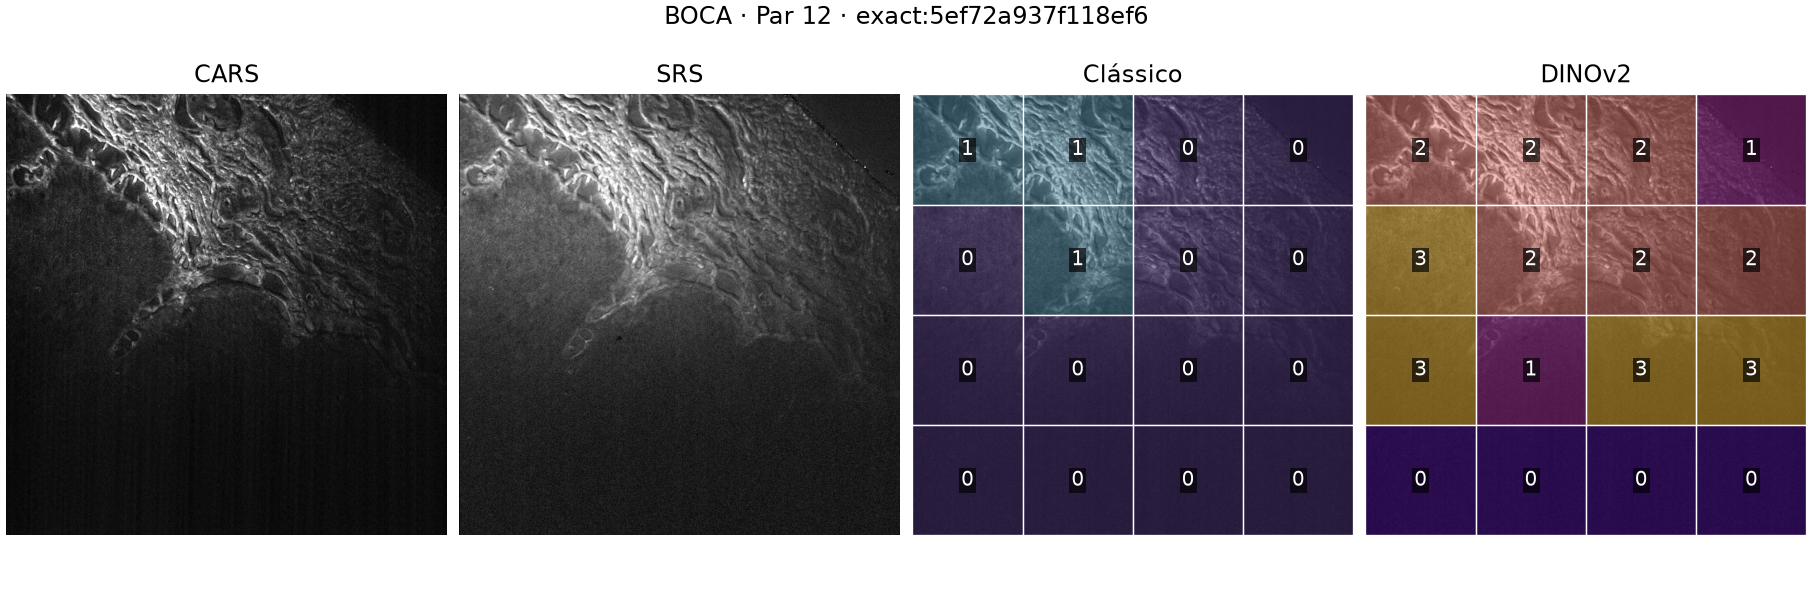 BOCA · Par 12 · exact:5ef72a937f118ef6
CARS
SRS
Clássico
DINOv2
1 1 0 0
0 1 0 0
0 0 0 0
0 0 0 0
2 2 2 1
3 2 2 2
3 1 3 3
0 0 0 0